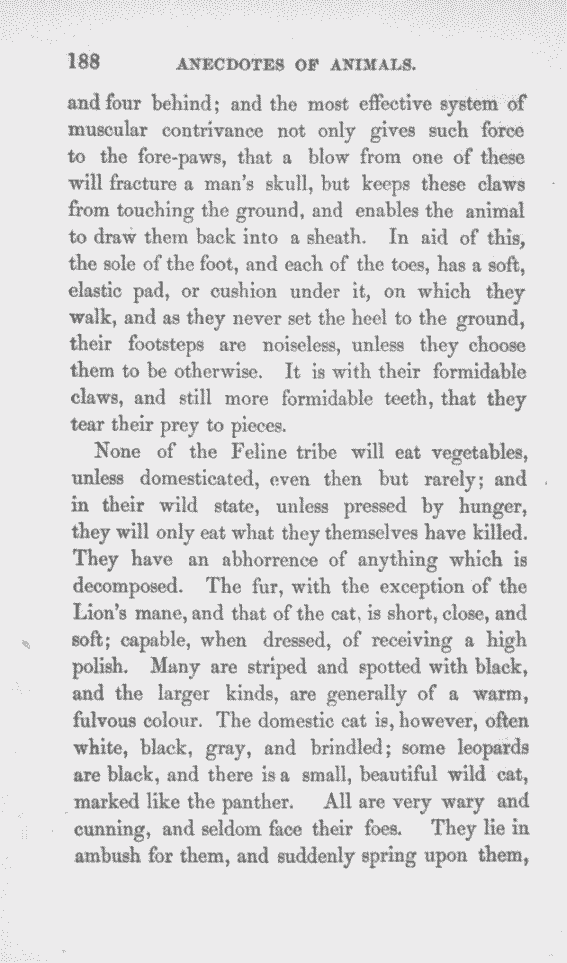 188 ANECDOTES OF ANIMALS.
and four behind; and the most effective system of
muscular contrivance not only gives such force
to the fore-paws, that a blow from one of these
will fracture a man's skull, but keeps these claws
from touching the ground, and enables the animal
to draw them back into a sheath. In aid of this,
the sole of the foot, and each of the toes, has a soft,
elastic pad, or cushion under it, on which they
walk, and as they never set the heel to the ground,
their footsteps are noiseless, unless they choose
them to be otherwise. It is with their formidable
claws, and still more formidable teeth, that they
tear their prey to pieces.
None of the Feline tribe will eat vegetables,
unless domesticated, even then but rarely; and
in their wild state, unless pressed by hunger,
they will only eat what they themselves have killed.
They have an abhorrence of anything which is
decomposed. The fur, with the exception of the
Lion's mane, and that of the cat, is short, close, and
soft; capable, when dressed, of receiving a high
polish. Many are striped and spotted with black,
and the larger kinds, are generally of a warm,
fulvous colour. The domestic cat is, however, often
white, black, gray, and brindled; some leopards
are black, and there is a small, beautiful wild cat,
marked like the panther. All are very wary and
cunning, and seldom face their foes. They lie in
ambush for them, and suddenly spring upon them,